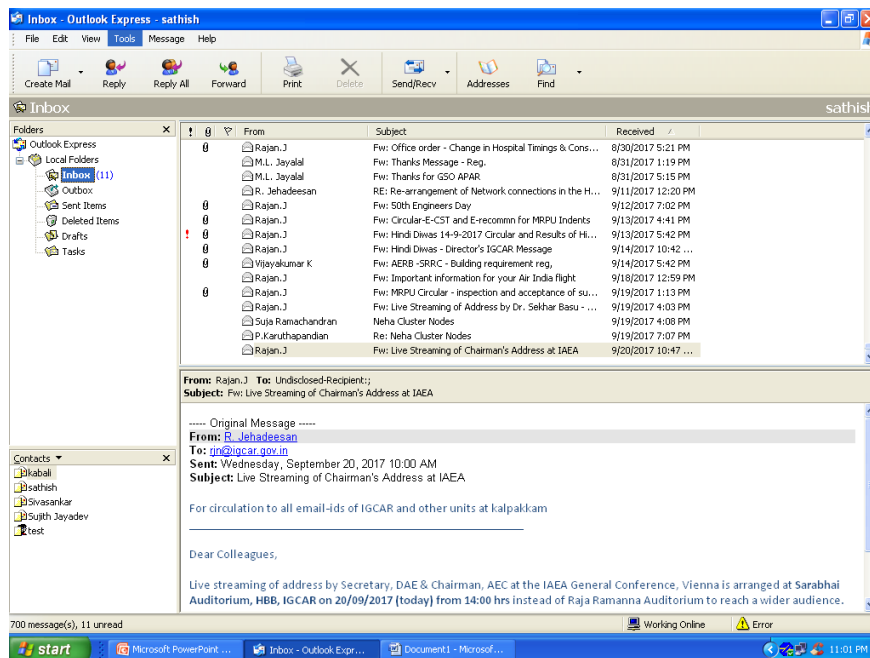 Inbox - Outlook Express - sathish
File Edit View Tools Message Help
Create Mail Reply Reply All Forward Print Delete Send/Recv Addresses Find
Inbox sathish
Folders
Outlook Express
Local Folders
Inbox (11)
Outbox
Sent Items
Deleted Items
Drafts
Tasks
! From Subject Received
Rajan.J Fw: Office order - Change in Hospital Timings & Cons... 8/30/2017 5:21 PM
M.L. Jayalal Fw: Thanks Message - Reg. 8/31/2017 1:19 PM
M.L. Jayalal Fw: Thanks for GSO APAR 8/31/2017 5:15 PM
R. Jehadeesan RE: Re-arrangement of Network connections in the H... 9/11/2017 12:20 PM
Rajan.J Fw: 50th Engineers Day 9/12/2017 7:02 PM
Rajan.J Fw: Circular-E-CST and E-recommn for MRPU Indents 9/13/2017 4:41 PM
! Rajan.J Fw: Hindi Diwas 14-9-2017 Circular and Results of Hi... 9/13/2017 5:42 PM
Rajan.J Fw: Hindi Diwas - Director's IGCAR Message 9/14/2017 10:42 ...
Vijayakumar K Fw: AERB -SRRC - Building requirement reg, 9/14/2017 5:42 PM
Rajan.J Fw: Important information for your Air India flight 9/18/2017 12:59 PM
Rajan.J Fw: MRPU Circular - inspection and acceptance of su... 9/19/2017 1:13 PM
Rajan.J Fw: Live Streaming of Address by Dr. Sekhar Basu - ... 9/19/2017 4:03 PM
Suja Ramachandran Neha Cluster Nodes 9/19/2017 4:08 PM
P.Karuthapandian Re: Neha Cluster Nodes 9/19/2017 7:07 PM
Rajan.J Fw: Live Streaming of Chairman's Address at IAEA 9/20/2017 10:47 ...
From: Rajan.J To: Undisclosed-Recipient:;
Subject: Fw: Live Streaming of Chairman's Address at IAEA
----- Original Message -----
From: R. Jehadeesan
To: rjn@igcar.gov.in
Sent: Wednesday, September 20, 2017 10:00 AM
Subject: Live Streaming of Chairman's Address at IAEA
For circulation to all email-ids of IGCAR and other units at kalpakkam
Dear Colleagues,
Live streaming of address by Secretary, DAE & Chairman, AEC at the IAEA General Conference, Vienna is arranged at Sarabhai
Auditorium, HBB, IGCAR on 20/09/2017 (today) from 14:00 hrs instead of Raja Ramanna Auditorium to reach a wider audience.
Contacts
kabali
sathish
Sivasankar
Sujith Jayadev
test
700 message(s), 11 unread Working Online Error
start Microsoft PowerPoint ... Inbox - Outlook Expr... Document1 - Microsof... 11:01 PM